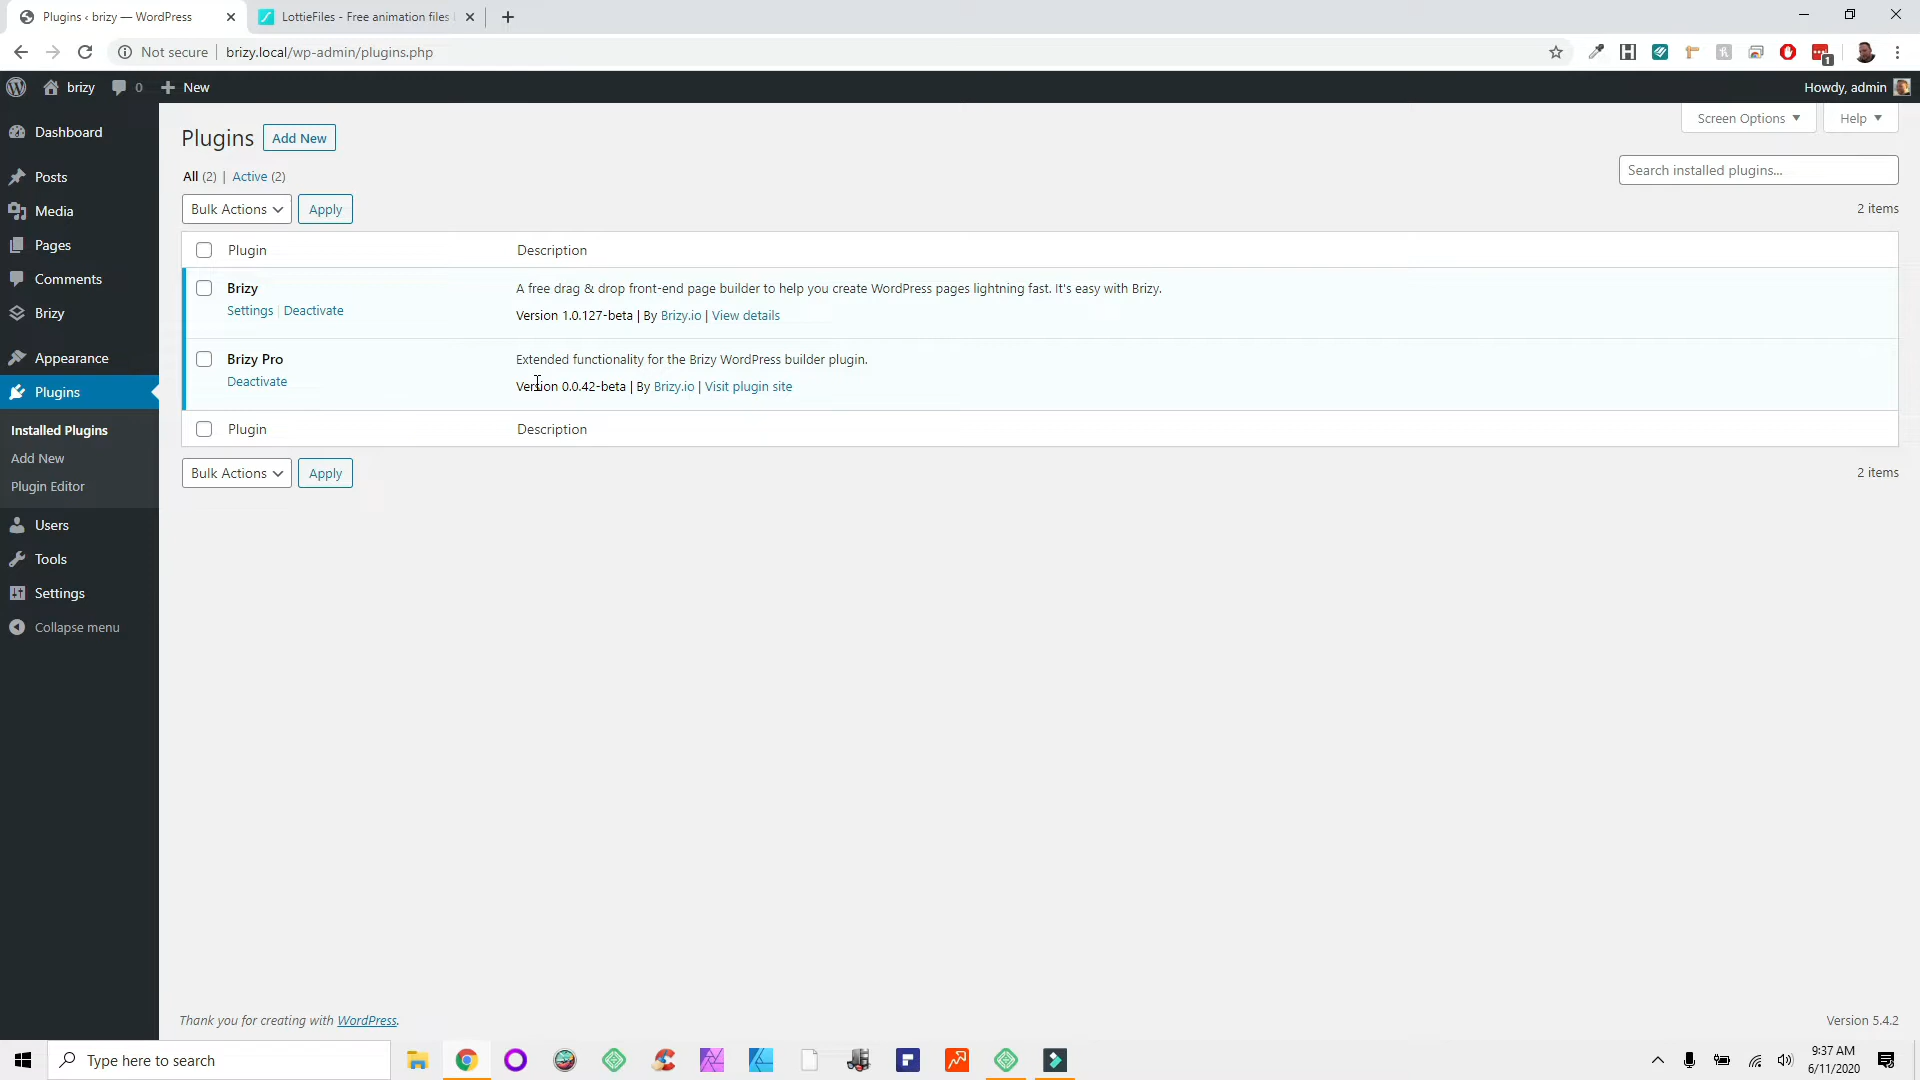 Plugins ‹ brizy — WordPress
LottieFiles - Free animation files
Not secure
brizy.local/wp-admin/plugins.php
1
brizy
0
New
Howdy, admin
Dashboard
Posts
Media
Pages
Comments
Brizy
Appearance
Plugins
Installed Plugins
Add New
Plugin Editor
Users
Tools
Settings
Collapse menu
Plugins
Add New
Screen Options
Help
All (2) | Active (2)
Search installed plugins...
Bulk Actions
Apply
2 items
Plugin
Description
Brizy
A free drag & drop front-end page builder to help you create WordPress pages lightning fast. It's easy with Brizy.
Settings | Deactivate
Version 1.0.127-beta | By Brizy.io | View details
Brizy Pro
Extended functionality for the Brizy WordPress builder plugin.
Deactivate
Version 0.0.42-beta | By Brizy.io | Visit plugin site
Plugin
Description
Bulk Actions
Apply
2 items
Thank you for creating with WordPress.
Version 5.4.2
Type here to search
9:37 AM
6/11/2020